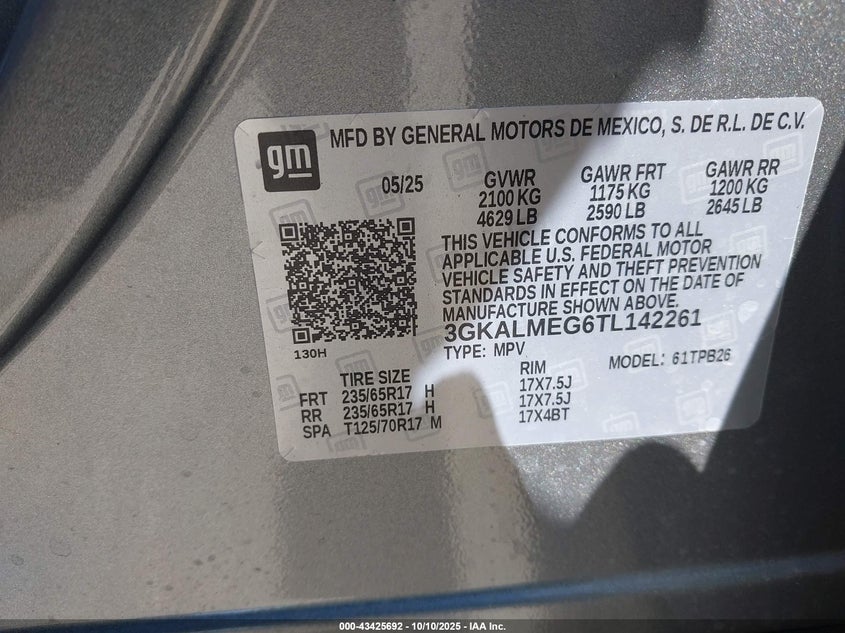 gm
MFD BY GENERAL MOTORS DE MEXICO, S. DE R.L. DE C.V.
05/25
GVWR GAWR FRT GAWR RR
2100 KG 1175 KG 1200 KG
4629 LB 2590 LB 2645 LB
THIS VEHICLE CONFORMS TO ALL
APPLICABLE U.S. FEDERAL MOTOR
VEHICLE SAFETY AND THEFT PREVENTION
STANDARDS IN EFFECT ON THE DATE OF
MANUFACTURE SHOWN ABOVE.
3GKALMEG6TL142261
130H
TYPE: MPV MODEL: 61TPB26
TIRE SIZE RIM
FRT 235/65R17 H 17X7.5J
RR 235/65R17 H 17X7.5J
SPA T125/70R17 M 17X4BT
000-43425692 - 10/10/2025 - IAA Inc.